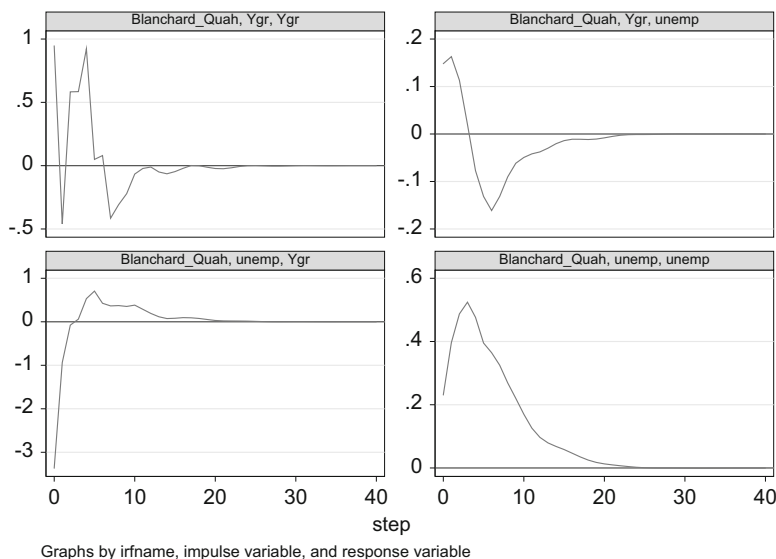 Blanchard_Quah, Ygr, Ygr
Blanchard_Quah, Ygr, unemp
1
.5
0
-.5
.2
.1
0
-.1
-.2
Blanchard_Quah, unemp, Ygr
Blanchard_Quah, unemp, unemp
1
0
-1
-2
-3
.6
.4
.2
0
0 10 20 30 40
0 10 20 30 40
step
Graphs by irfname, impulse variable, and response variable